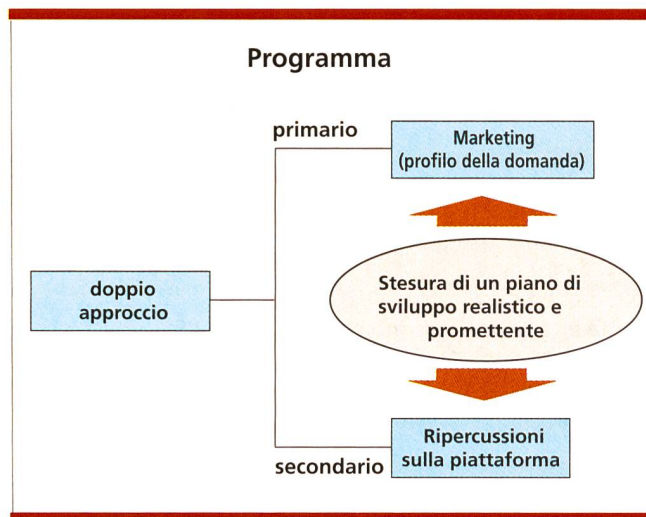 Programma
primario
Marketing
(profilo della domanda)
doppio
approccio
Stesura di un piano di
sviluppo realistico e
promettente
Ripercussioni
sulla piattaforma
secondario